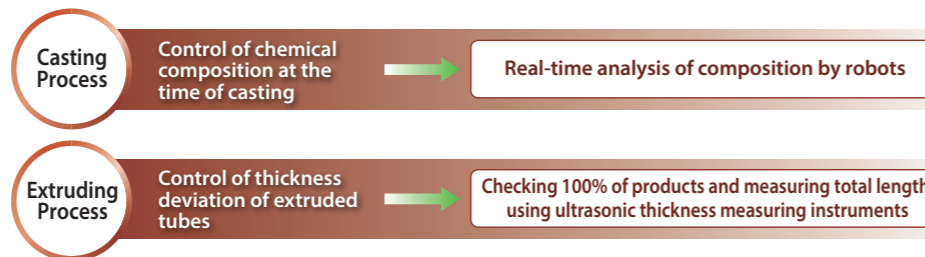 Casting
Process
Control of chemical
composition at the
time of casting
Real-time analysis of composition by robots
Extruding
Process
Control of thickness
deviation of extruded
tubes
Checking 100% of products and measuring total length
using ultrasonic thickness measuring instruments